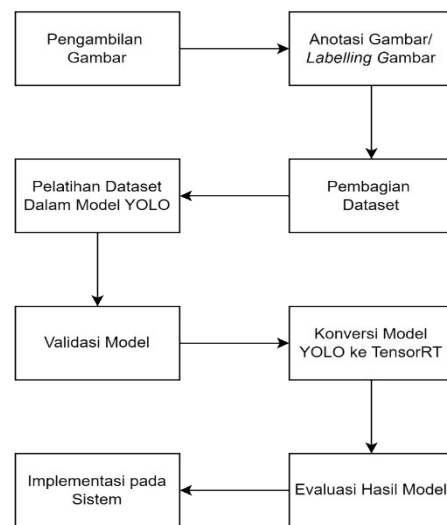 Pengambilan
Gambar
Anotasi Gambar/
Labelling Gambar
Pembagian
Dataset
Pelatihan Dataset
Dalam Model YOLO
Validasi Model
Konversi Model
YOLO ke TensorRT
Evaluasi Hasil Model
Implementasi pada
Sistem